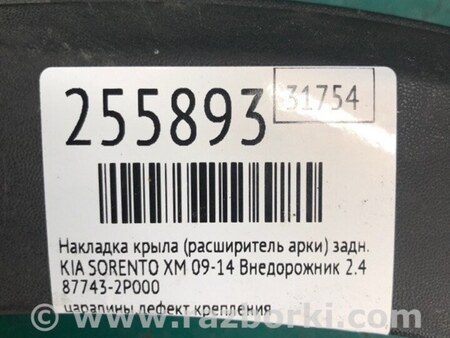 255893
31754
Накладка крыла (расширитель арки) задн.
KIA SORENTO XM 09-14 Внедорожник 2.4
87743-2P000
царапины дефект крепления
www.razborki.com